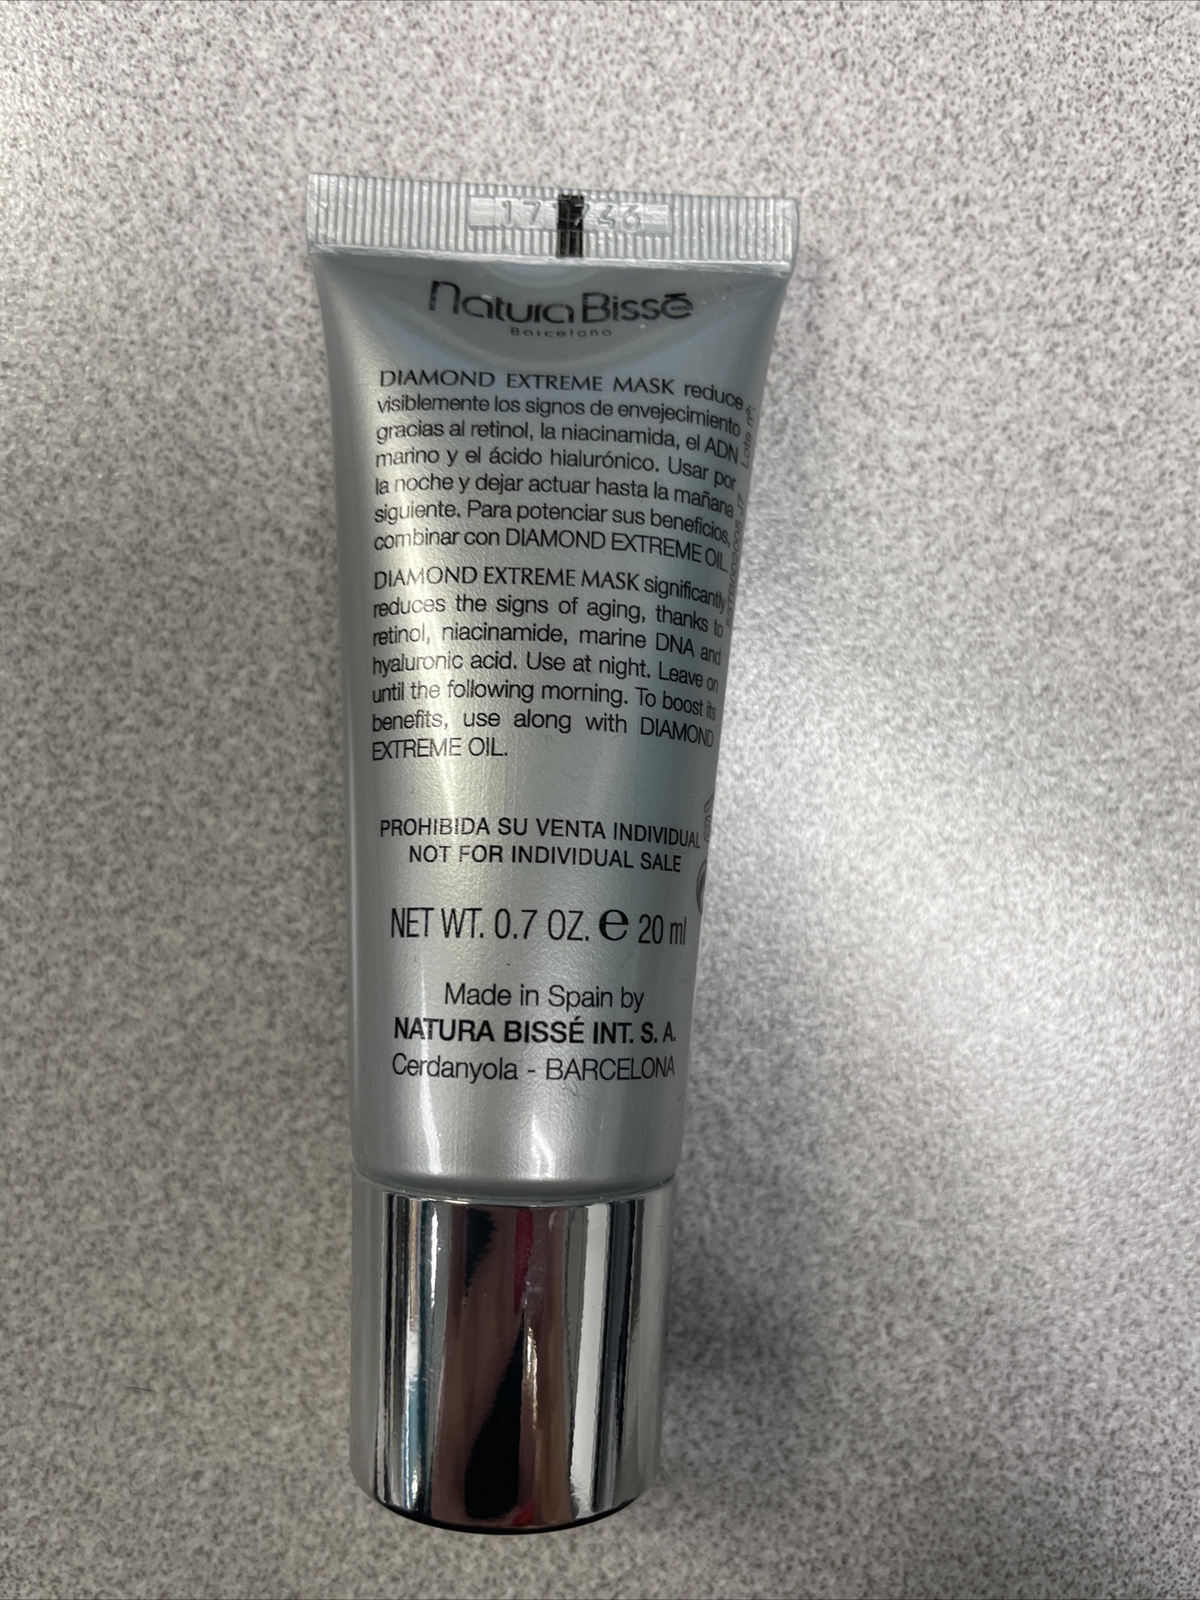 Natura Bissé
Barcelona
DIAMOND EXTREME MASK reduce
visiblemente los signos de envejecimiento
gracias al retinol, la niacinamida, el ADN
marino y el ácido hialurónico. Usar por
la noche y dejar actuar hasta la mañana
siguiente. Para potenciar sus beneficios,
combinar con DIAMOND EXTREME OIL.
DIAMOND EXTREME MASK significantly
reduces the signs of aging, thanks to
retinol, niacinamide, marine DNA and
hyaluronic acid. Use at night. Leave on
until the following morning. To boost its
benefits, use along with DIAMOND
EXTREME OIL.
PROHIBIDA SU VENTA INDIVIDUAL
NOT FOR INDIVIDUAL SALE
NET WT. 0.7 OZ. e 20 ml
Made in Spain by
NATURA BISSÉ INT. S. A.
Cerdanyola - BARCELONA
Lote nº: